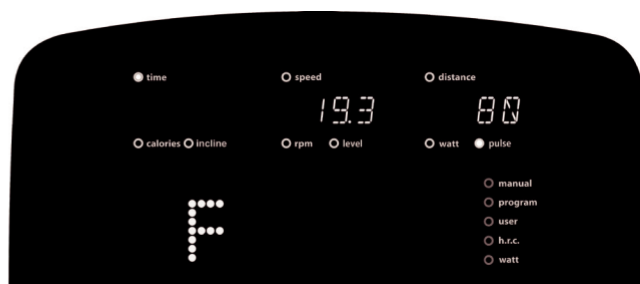 time speed distance
19.3 80
calories incline rpm level watt pulse
manual
program
user
h.r.c.
watt
F